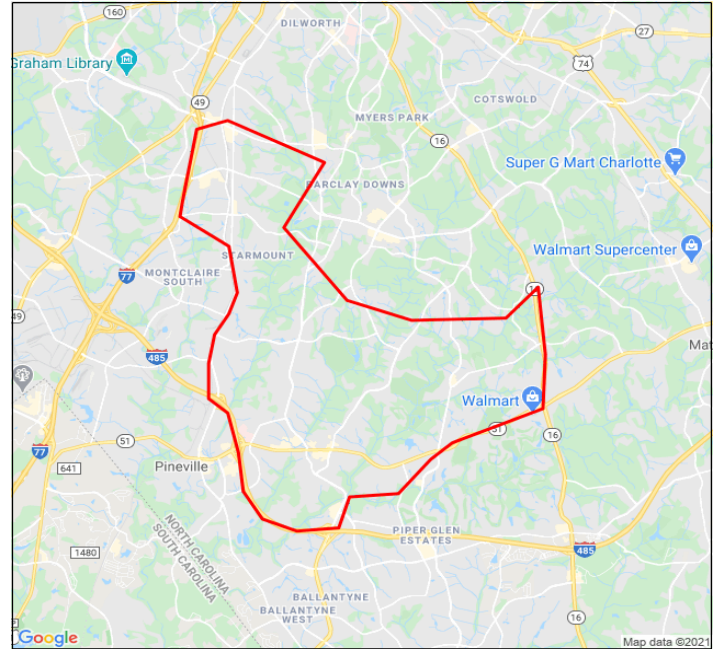 160
DILWORTH
27
Graham Library
74
49
COTSWOLD
MYERS PARK
16
Super G Mart Charlotte
BARCLAY DOWNS
STARMOUNT
Walmart Supercenter
MONTCLAIRE
SOUTH
77
16
49
Mat
485
Walmart
51
16
51
77
Pineville
641
PIPER GLEN
ESTATES
NORTH CAROLINA
SOUTH CAROLINA
485
1480
BALLANTYNE
BALLANTYNE
WEST
16
Google
Map data ©2021